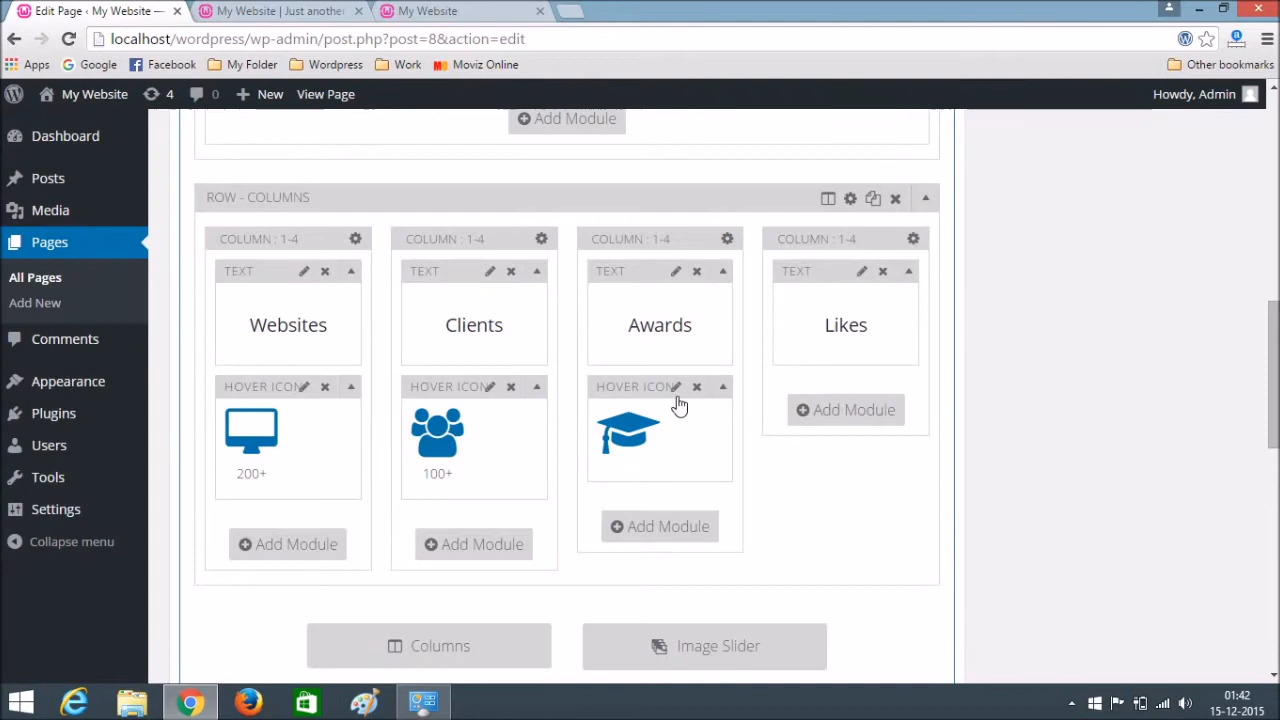 Edit Page ‹ My Website —
My Website | Just anothe
My Website
localhost/wordpress/wp-admin/post.php?post=8&action=edit
Apps Google Facebook My Folder Wordpress Work Moviz Online Other bookmarks
My Website 4 0 New View Page Howdy, Admin
Dashboard
Posts
Media
Pages
All Pages
Add New
Comments
Appearance
Plugins
Users
Tools
Settings
Collapse menu
Add Module
ROW - COLUMNS
COLUMN : 1-4 COLUMN : 1-4 COLUMN : 1-4 COLUMN : 1-4
TEXT TEXT TEXT TEXT
Websites Clients Awards Likes
HOVER ICON HOVER ICON HOVER ICON
Add Module
200+ 100+
Add Module
Add Module Add Module
Columns Image Slider
01:42
15-12-2015